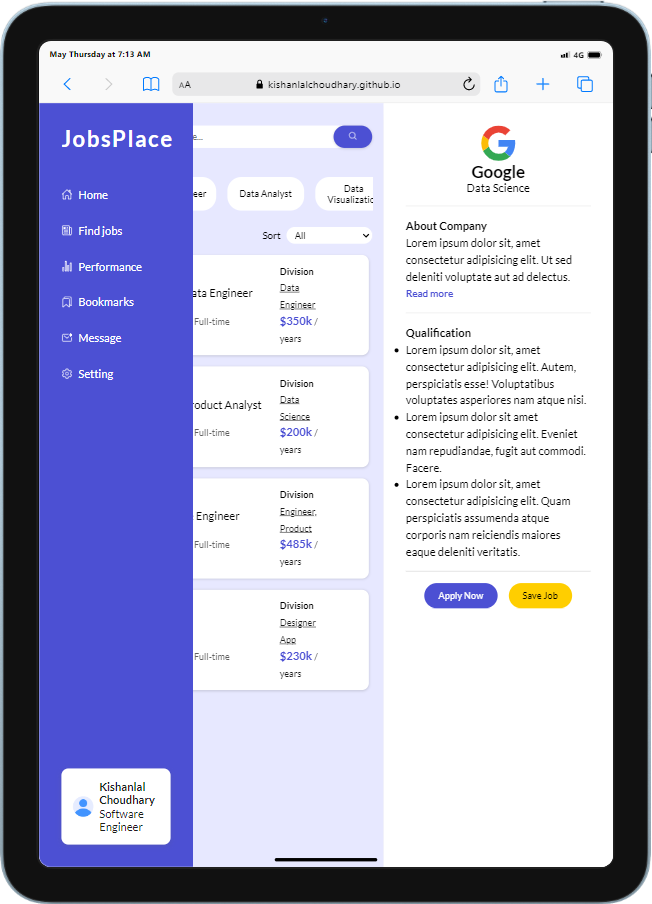 May Thursday at 7:13 AM
4G
AA
kishanlalchoudhary.github.io
JobsPlace
Home
Find jobs
Performance
Bookmarks
Message
Setting
Kishanlal
Choudhary
Software
Engineer
Data Analyst
Data
Sort
All
Engineer
Full-time
Division
Data
Engineer
$350k /
years
Analyst
Full-time
Division
Data
Science
$200k /
years
Engineer
Full-time
Division
Engineer,
Product
$485k /
years
Full-time
Division
Designer
App
$230k /
years
Google
Data Science
About Company
Lorem ipsum dolor sit, amet
consectetur adipisicing elit. Ut sed
deleniti voluptate aut ad delectus.
Read more
Qualification
Lorem ipsum dolor sit, amet
consectetur adipisicing elit. Autem,
perspiciatis esse! Voluptatibus
voluptates asperiores nam atque nisi.
Lorem ipsum dolor sit, amet
consectetur adipisicing elit. Eveniet
nam repudiandae, fugit aut commodi.
Facere.
Lorem ipsum dolor sit, amet
consectetur adipisicing elit. Quam
perspiciatis assumenda atque
corporis nam reiciendis maiores
eaque deleniti veritatis.
Apply Now
Save Job